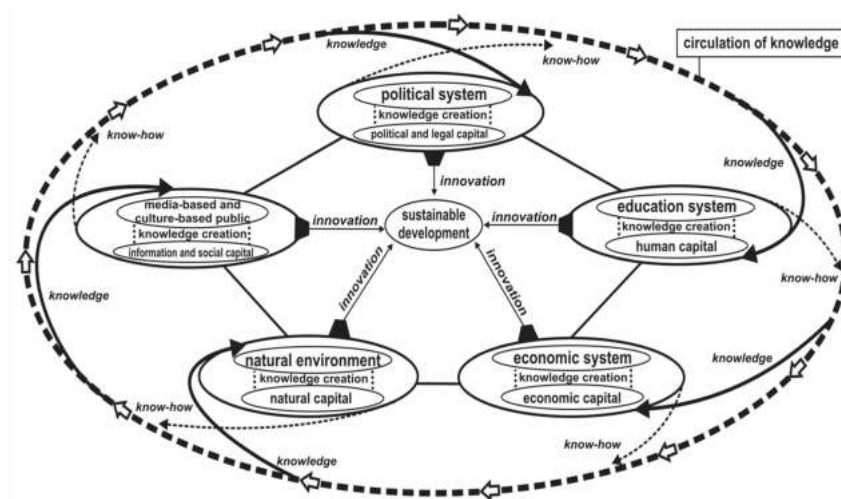 knowledge
know-how
circulation of knowledge
political system
knowledge creation
political and legal capital
know-how
knowledge
innovation
media-based and
culture-based public
knowledge creation
information and social capital
innovation
sustainable
development
innovation
education system
knowledge creation
human capital
know-how
knowledge
innovation
innovation
knowledge
natural environment
knowledge creation
natural capital
economic system
knowledge creation
economic capital
know-how
know-how
knowledge